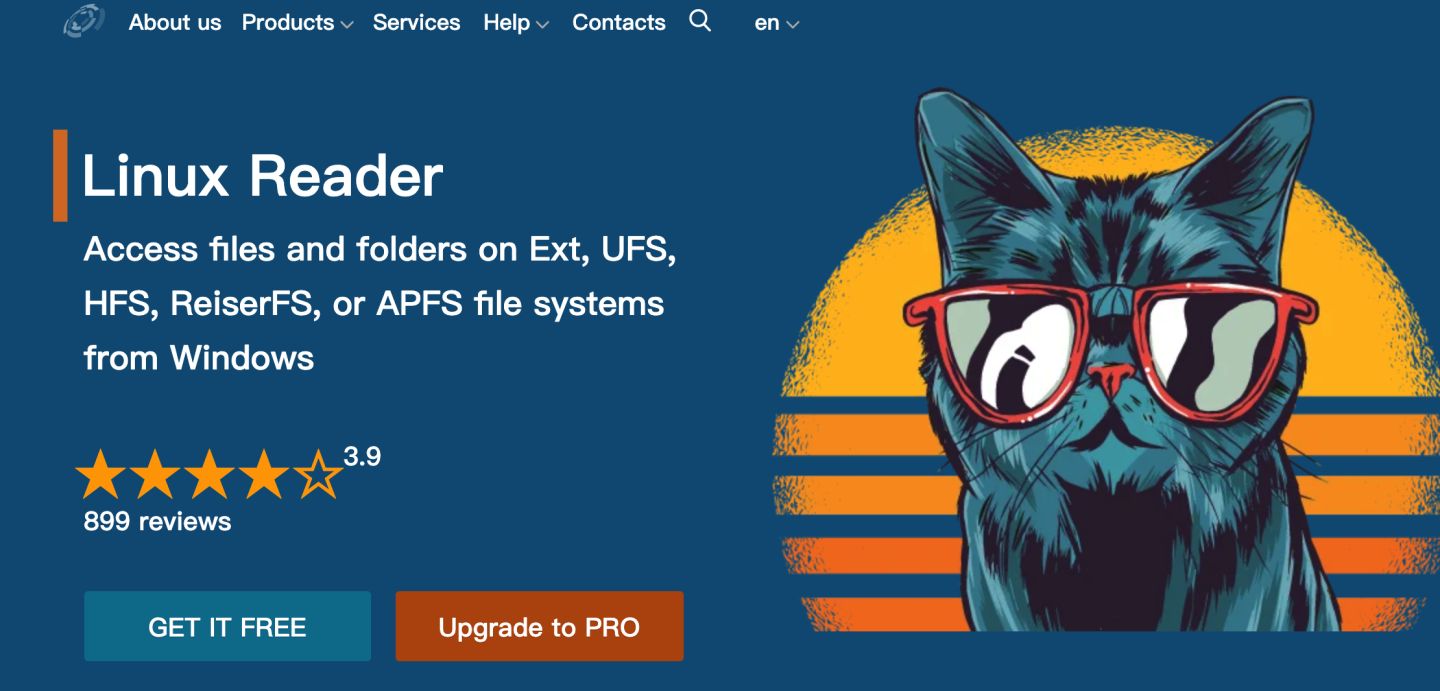 About us Products Services Help Contacts en
Linux Reader
Access files and folders on Ext, UFS,
HFS, ReiserFS, or APFS file systems
from Windows
3.9
899 reviews
GET IT FREE Upgrade to PRO